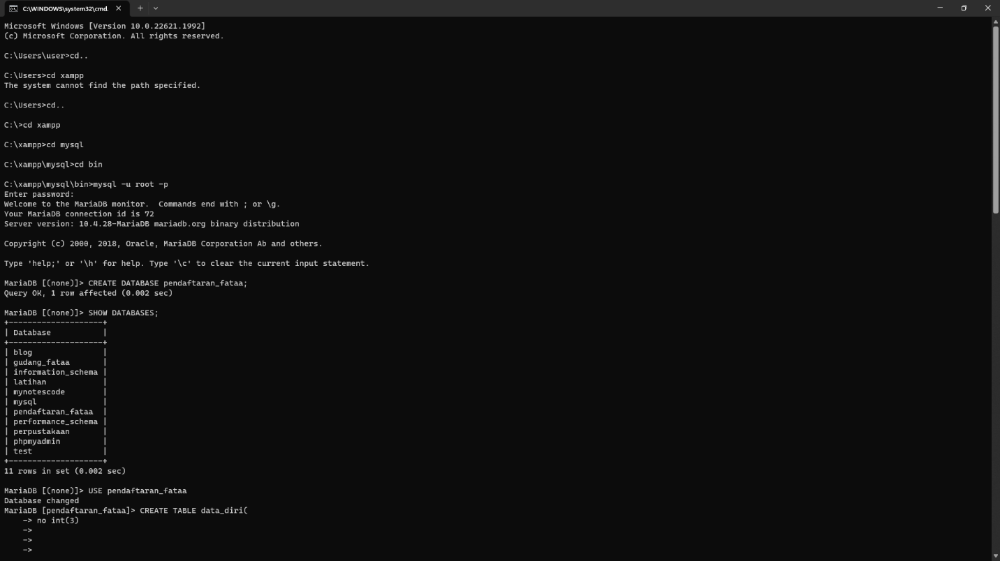 C:\WINDOWS\system32\cmd.
Microsoft Windows [Version 10.0.22621.1992]
(c) Microsoft Corporation. All rights reserved.
C:\Users\user>cd..
C:\Users>cd xampp
The system cannot find the path specified.
C:\Users>cd..
C:\>cd xampp
C:\xampp>cd mysql
C:\xampp\mysql>cd bin
C:\xampp\mysql\bin>mysql -u root -p
Enter password:
Welcome to the MariaDB monitor.  Commands end with ; or \g.
Your MariaDB connection id is 72
Server version: 10.4.28-MariaDB mariadb.org binary distribution
Copyright (c) 2000, 2018, Oracle, MariaDB Corporation Ab and others.
Type 'help;' or '\h' for help. Type '\c' to clear the current input statement.
MariaDB [(none)]> CREATE DATABASE pendaftaran_fataa;
Query OK, 1 row affected (0.002 sec)
MariaDB [(none)]> SHOW DATABASES;
+--------------------+
| Database           |
+--------------------+
| blog               |
| gudang_fataa       |
| information_schema |
| latihan            |
| mynotescode        |
| mysql              |
| pendaftaran_fataa  |
| performance_schema |
| perpustakaan       |
| phpmyadmin         |
| test               |
+--------------------+
11 rows in set (0.002 sec)
MariaDB [(none)]> USE pendaftaran_fataa
Database changed
MariaDB [pendaftaran_fataa]> CREATE TABLE data_diri(
    -> no int(3)
    ->
    ->
    ->